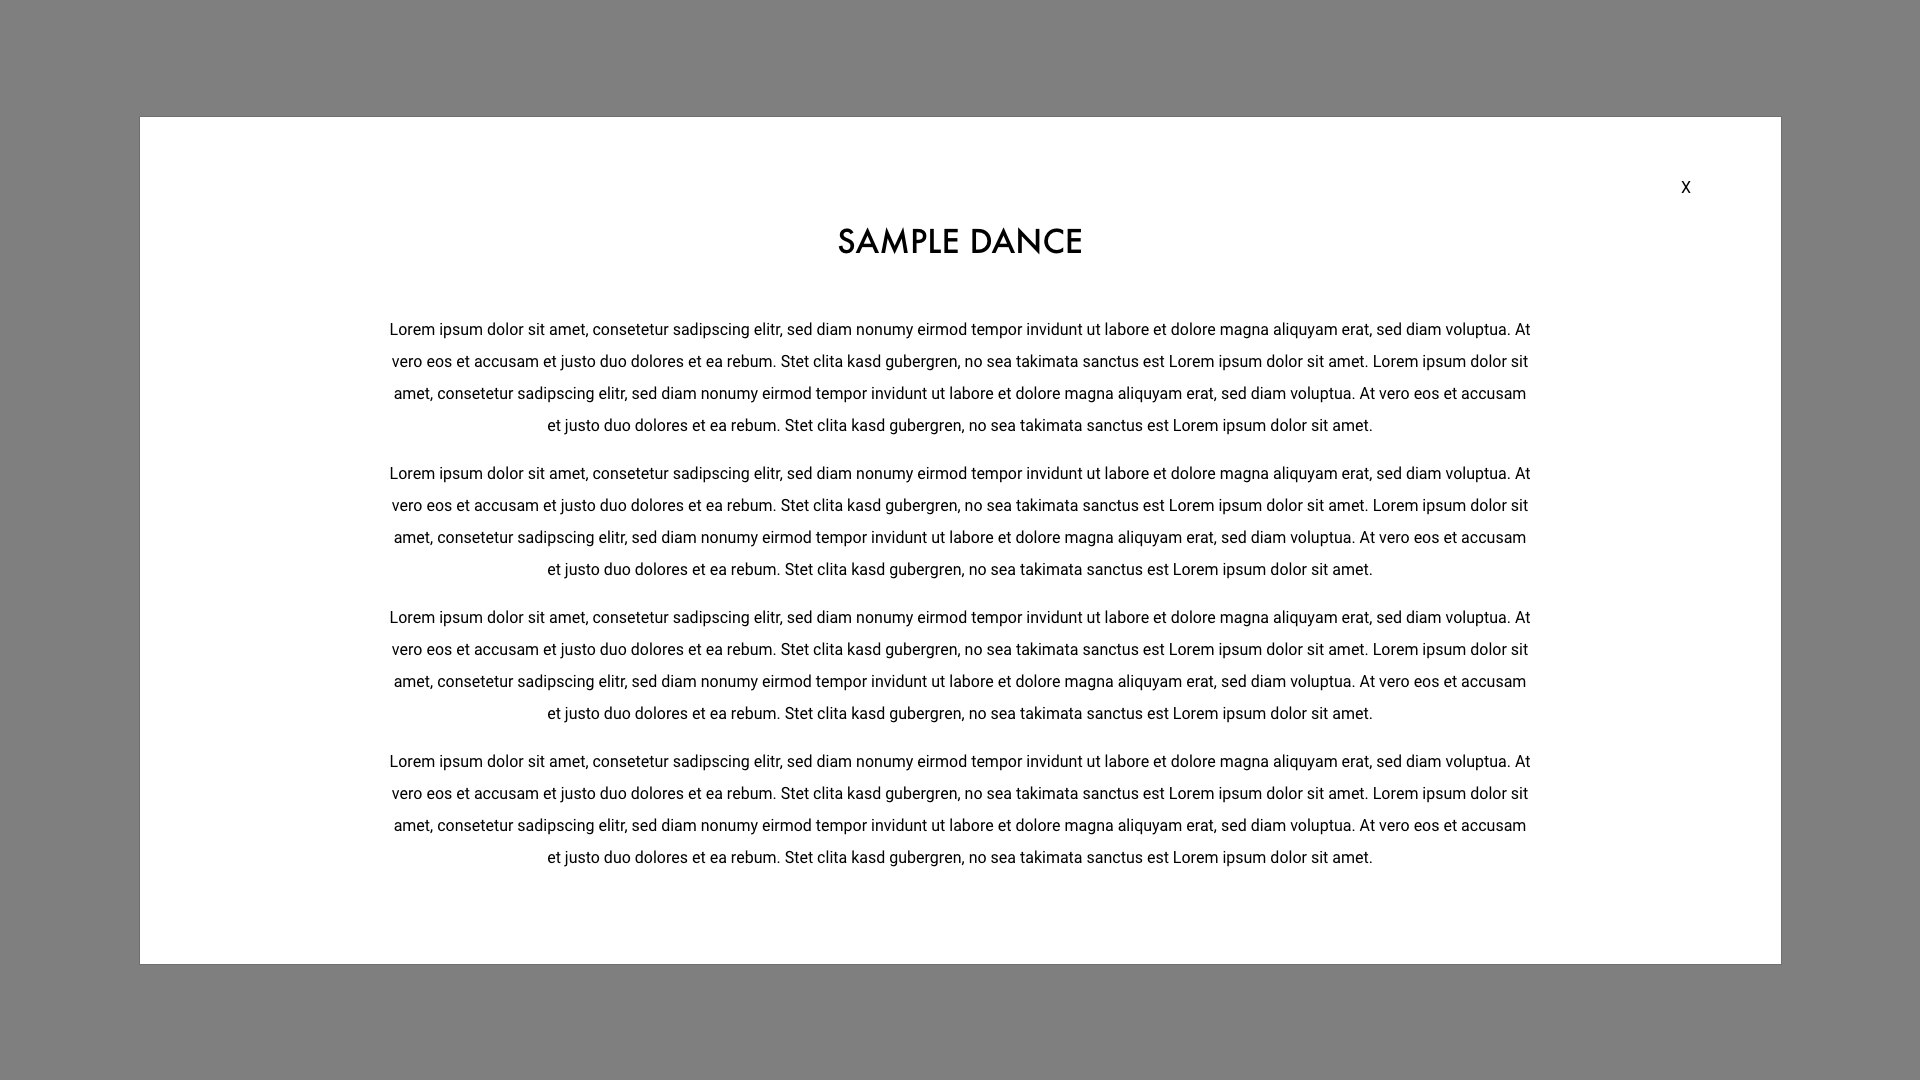 X
SAMPLE DANCE
Lorem ipsum dolor sit amet, consetetur sadipscing elitr, sed diam nonumy eirmod tempor invidunt ut labore et dolore magna aliquyam erat, sed diam voluptua. At
vero eos et accusam et justo duo dolores et ea rebum. Stet clita kasd gubergren, no sea takimata sanctus est Lorem ipsum dolor sit amet. Lorem ipsum dolor sit
amet, consetetur sadipscing elitr, sed diam nonumy eirmod tempor invidunt ut labore et dolore magna aliquyam erat, sed diam voluptua. At vero eos et accusam
et justo duo dolores et ea rebum. Stet clita kasd gubergren, no sea takimata sanctus est Lorem ipsum dolor sit amet.
Lorem ipsum dolor sit amet, consetetur sadipscing elitr, sed diam nonumy eirmod tempor invidunt ut labore et dolore magna aliquyam erat, sed diam voluptua. At
vero eos et accusam et justo duo dolores et ea rebum. Stet clita kasd gubergren, no sea takimata sanctus est Lorem ipsum dolor sit amet. Lorem ipsum dolor sit
amet, consetetur sadipscing elitr, sed diam nonumy eirmod tempor invidunt ut labore et dolore magna aliquyam erat, sed diam voluptua. At vero eos et accusam
et justo duo dolores et ea rebum. Stet clita kasd gubergren, no sea takimata sanctus est Lorem ipsum dolor sit amet.
Lorem ipsum dolor sit amet, consetetur sadipscing elitr, sed diam nonumy eirmod tempor invidunt ut labore et dolore magna aliquyam erat, sed diam voluptua. At
vero eos et accusam et justo duo dolores et ea rebum. Stet clita kasd gubergren, no sea takimata sanctus est Lorem ipsum dolor sit amet. Lorem ipsum dolor sit
amet, consetetur sadipscing elitr, sed diam nonumy eirmod tempor invidunt ut labore et dolore magna aliquyam erat, sed diam voluptua. At vero eos et accusam
et justo duo dolores et ea rebum. Stet clita kasd gubergren, no sea takimata sanctus est Lorem ipsum dolor sit amet.
Lorem ipsum dolor sit amet, consetetur sadipscing elitr, sed diam nonumy eirmod tempor invidunt ut labore et dolore magna aliquyam erat, sed diam voluptua. At
vero eos et accusam et justo duo dolores et ea rebum. Stet clita kasd gubergren, no sea takimata sanctus est Lorem ipsum dolor sit amet. Lorem ipsum dolor sit
amet, consetetur sadipscing elitr, sed diam nonumy eirmod tempor invidunt ut labore et dolore magna aliquyam erat, sed diam voluptua. At vero eos et accusam
et justo duo dolores et ea rebum. Stet clita kasd gubergren, no sea takimata sanctus est Lorem ipsum dolor sit amet.